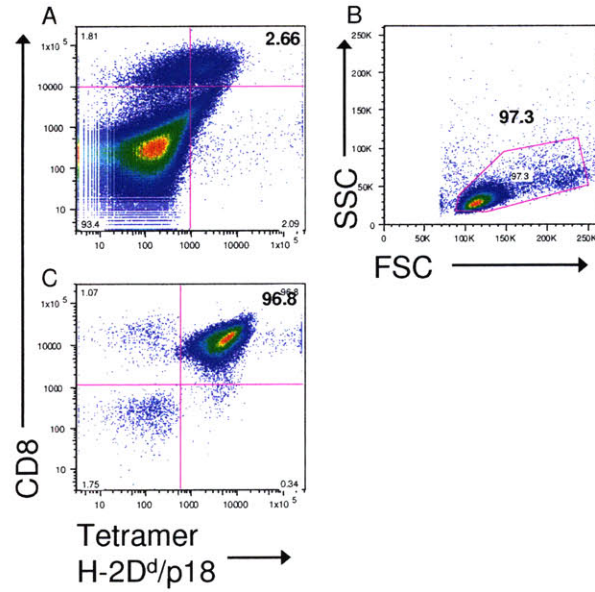 A
1.81
2.66
1x10 5
10000
1000
100
10
93.4
2.09
10
100
1000
10000
1x10 5
B
250K
200K
150K
100K
50K
0
97.3
97.3
0
50K
100K
150K
200K
250K
SSC
FSC
C
1.07
96.8
1x10 5
10000
1000
100
10
1.75
0.34
10
100
1000
10000
1x10 5
CD8
Tetramer
H-2Dᵈ/p18